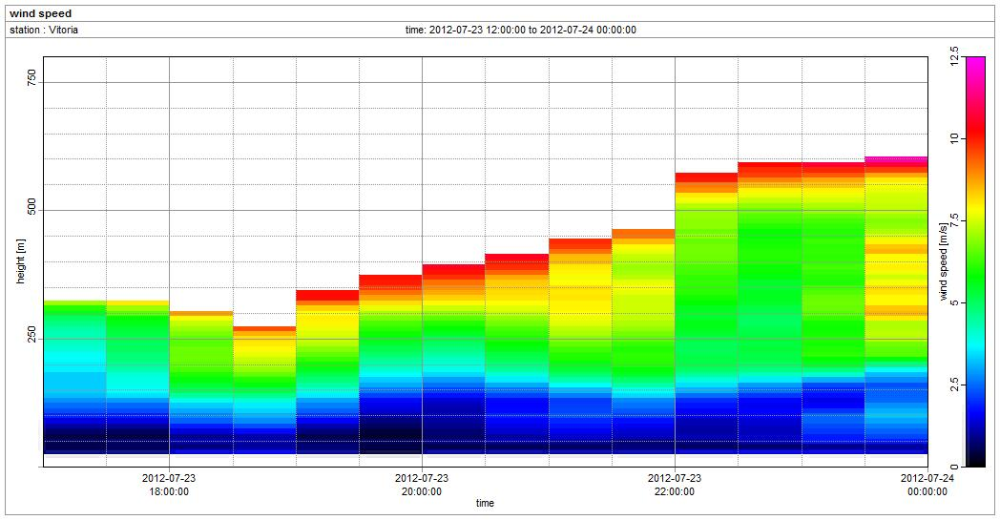 wind speed
station : Vitoria
time: 2012-07-23 12:00:00 to 2012-07-24 00:00:00
750
500
250
height [m]
12.5
10
7.5
5
2.5
0
wind speed [m/s]
2012-07-23 2012-07-23 2012-07-23 2012-07-24
18:00:00 20:00:00 22:00:00 00:00:00
time